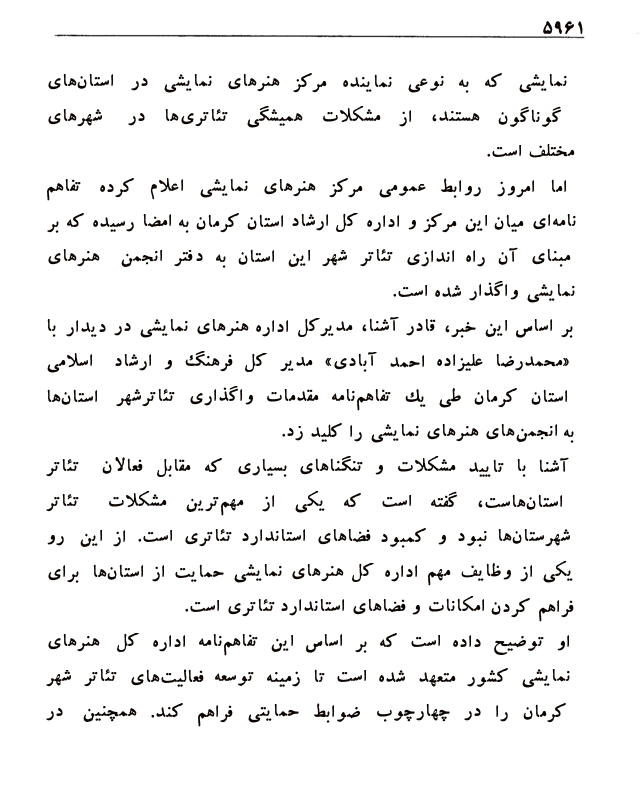 ۵۹۶۱
نمایشی که به نوعی نماینده مرکز هنرهای نمایشی در استان‌های
گوناگون هستند، از مشکلات همیشگی تئاتری‌ها در شهرهای
مختلف است.
اما امروز روابط عمومی مرکز هنرهای نمایشی اعلام کرده تفاهم
نامه‌ای میان این مرکز و اداره کل ارشاد استان کرمان به امضا رسیده که بر
مبنای آن راه اندازی تئاتر شهر این استان به دفتر انجمن هنرهای
نمایشی واگذار شده است.
بر اساس این خبر، قادر آشنا، مدیرکل اداره هنرهای نمایشی در دیدار با
«محمدرضا علیزاده احمد آبادی» مدیر کل فرهنگ و ارشاد اسلامی
استان کرمان طی یك تفاهم‌نامه مقدمات واگذاری تئاترشهر استان‌ها
به انجمن‌های هنرهای نمایشی را کلید زد.
آشنا با تایید مشکلات و تنگناهای بسیاری که مقابل فعالان تئاتر
استان‌هاست، گفته است که یکی از مهم‌ترین مشکلات تئاتر
شهرستان‌ها نبود و کمبود فضاهای استاندارد تئاتری است. از این رو
یکی از وظایف مهم اداره کل هنرهای نمایشی حمایت از استان‌ها برای
فراهم کردن امکانات و فضاهای استاندارد تئاتری است.
او توضیح داده است که بر اساس این تفاهم‌نامه اداره کل هنرهای
نمایشی کشور متعهد شده است تا زمینه توسعه فعالیت‌های تئاتر شهر
کرمان را در چهارچوب ضوابط حمایتی فراهم کند. همچنین در